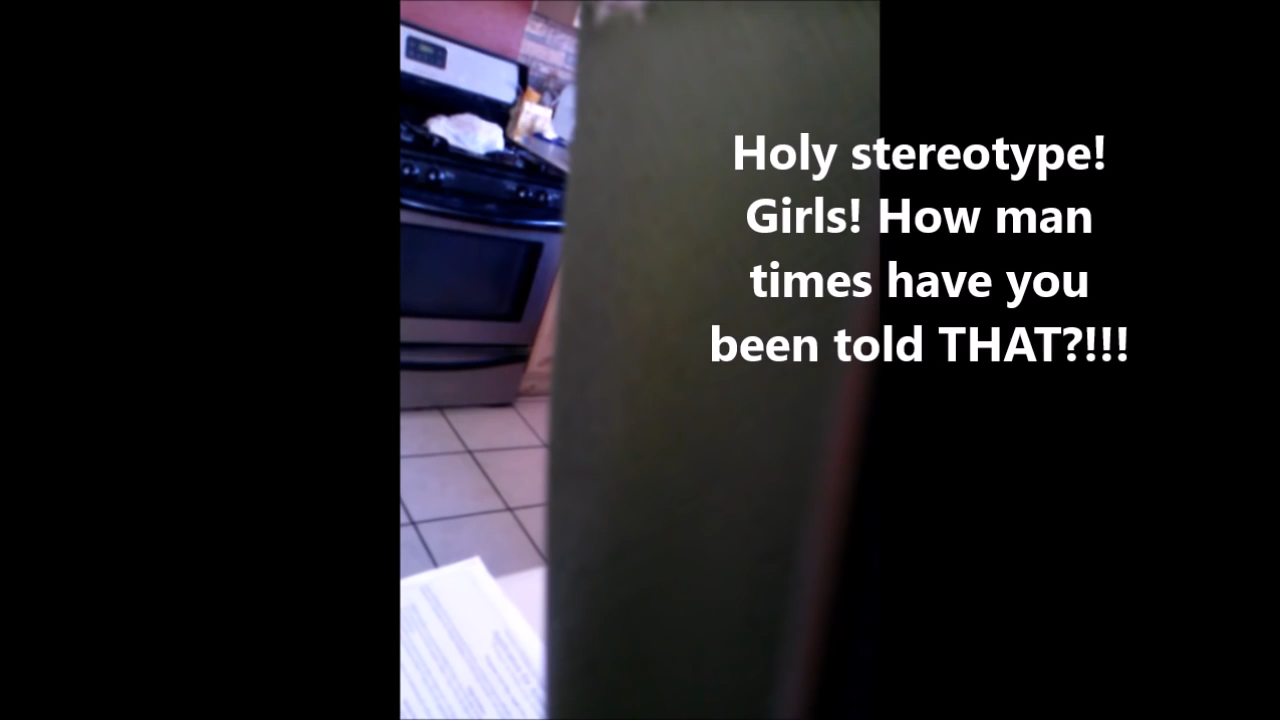 Holy stereotype!
Girls! How man
times have you
been told THAT?!!!